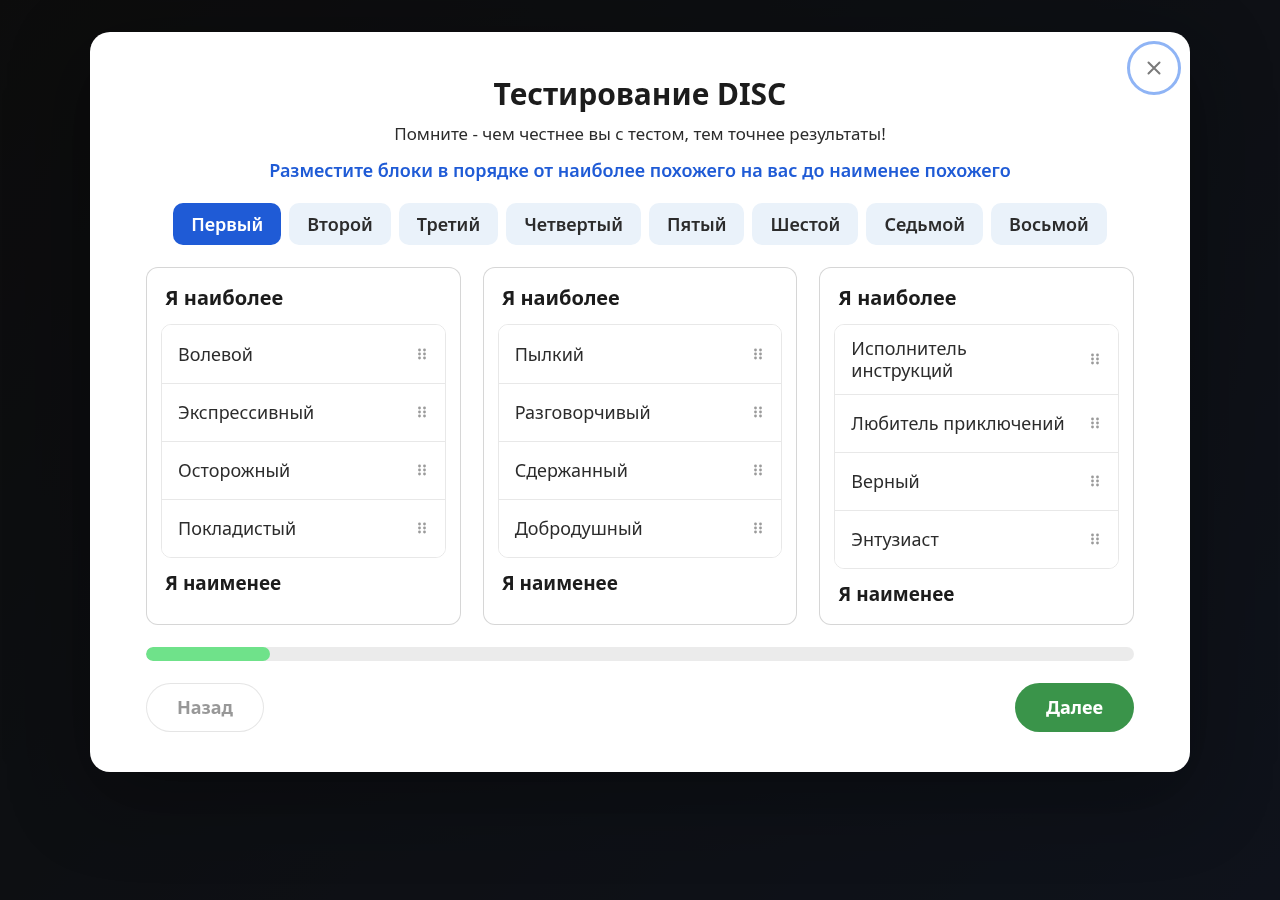 Тестирование DISC
Помните - чем честнее вы с тестом, тем точнее результаты!
Разместите блоки в порядке от наиболее похожего на вас до наименее похожего
Первый
Второй
Третий
Четвертый
Пятый
Шестой
Седьмой
Восьмой
Я наиболее
Волевой
Экспрессивный
Осторожный
Покладистый
Я наименее
Я наиболее
Пылкий
Разговорчивый
Сдержанный
Добродушный
Я наименее
Я наиболее
Исполнитель
инструкций
Любитель приключений
Верный
Энтузиаст
Я наименее
Назад
Далее